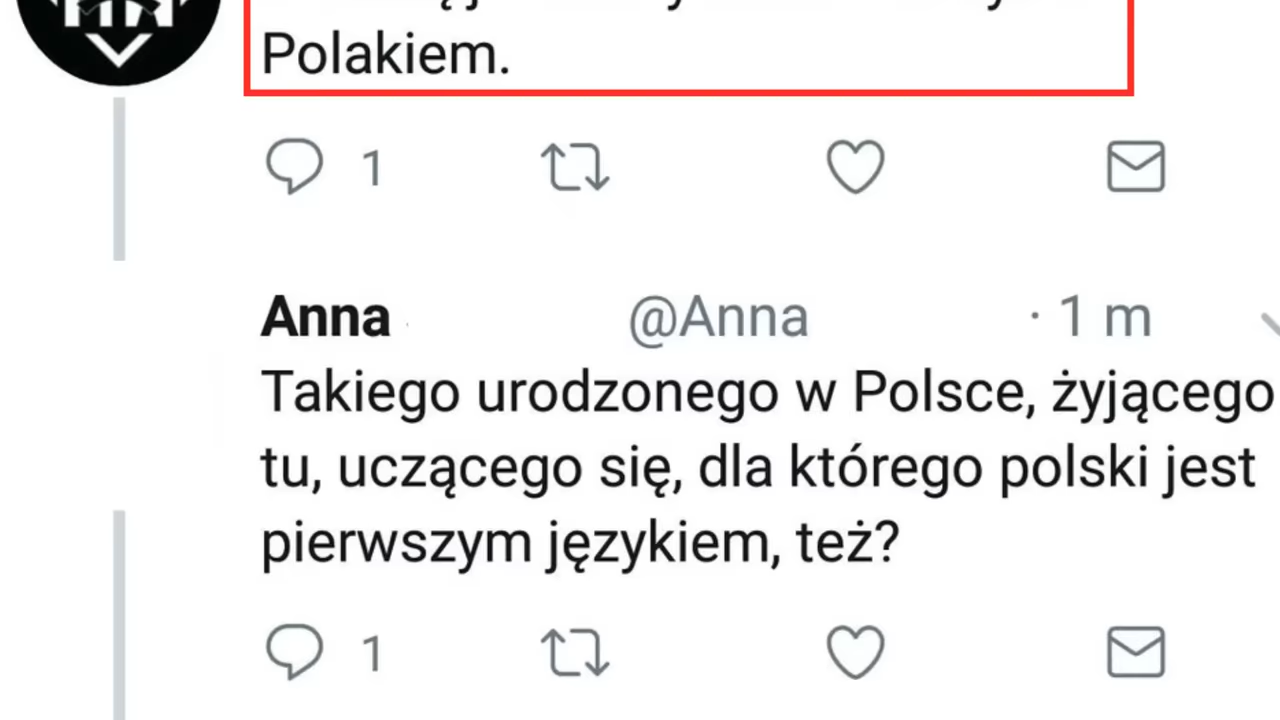 Polakiem.
1
Anna @Anna · 1 m
Takiego urodzonego w Polsce, żyjącego
tu, uczącego się, dla którego polski jest
pierwszym językiem, też?
1